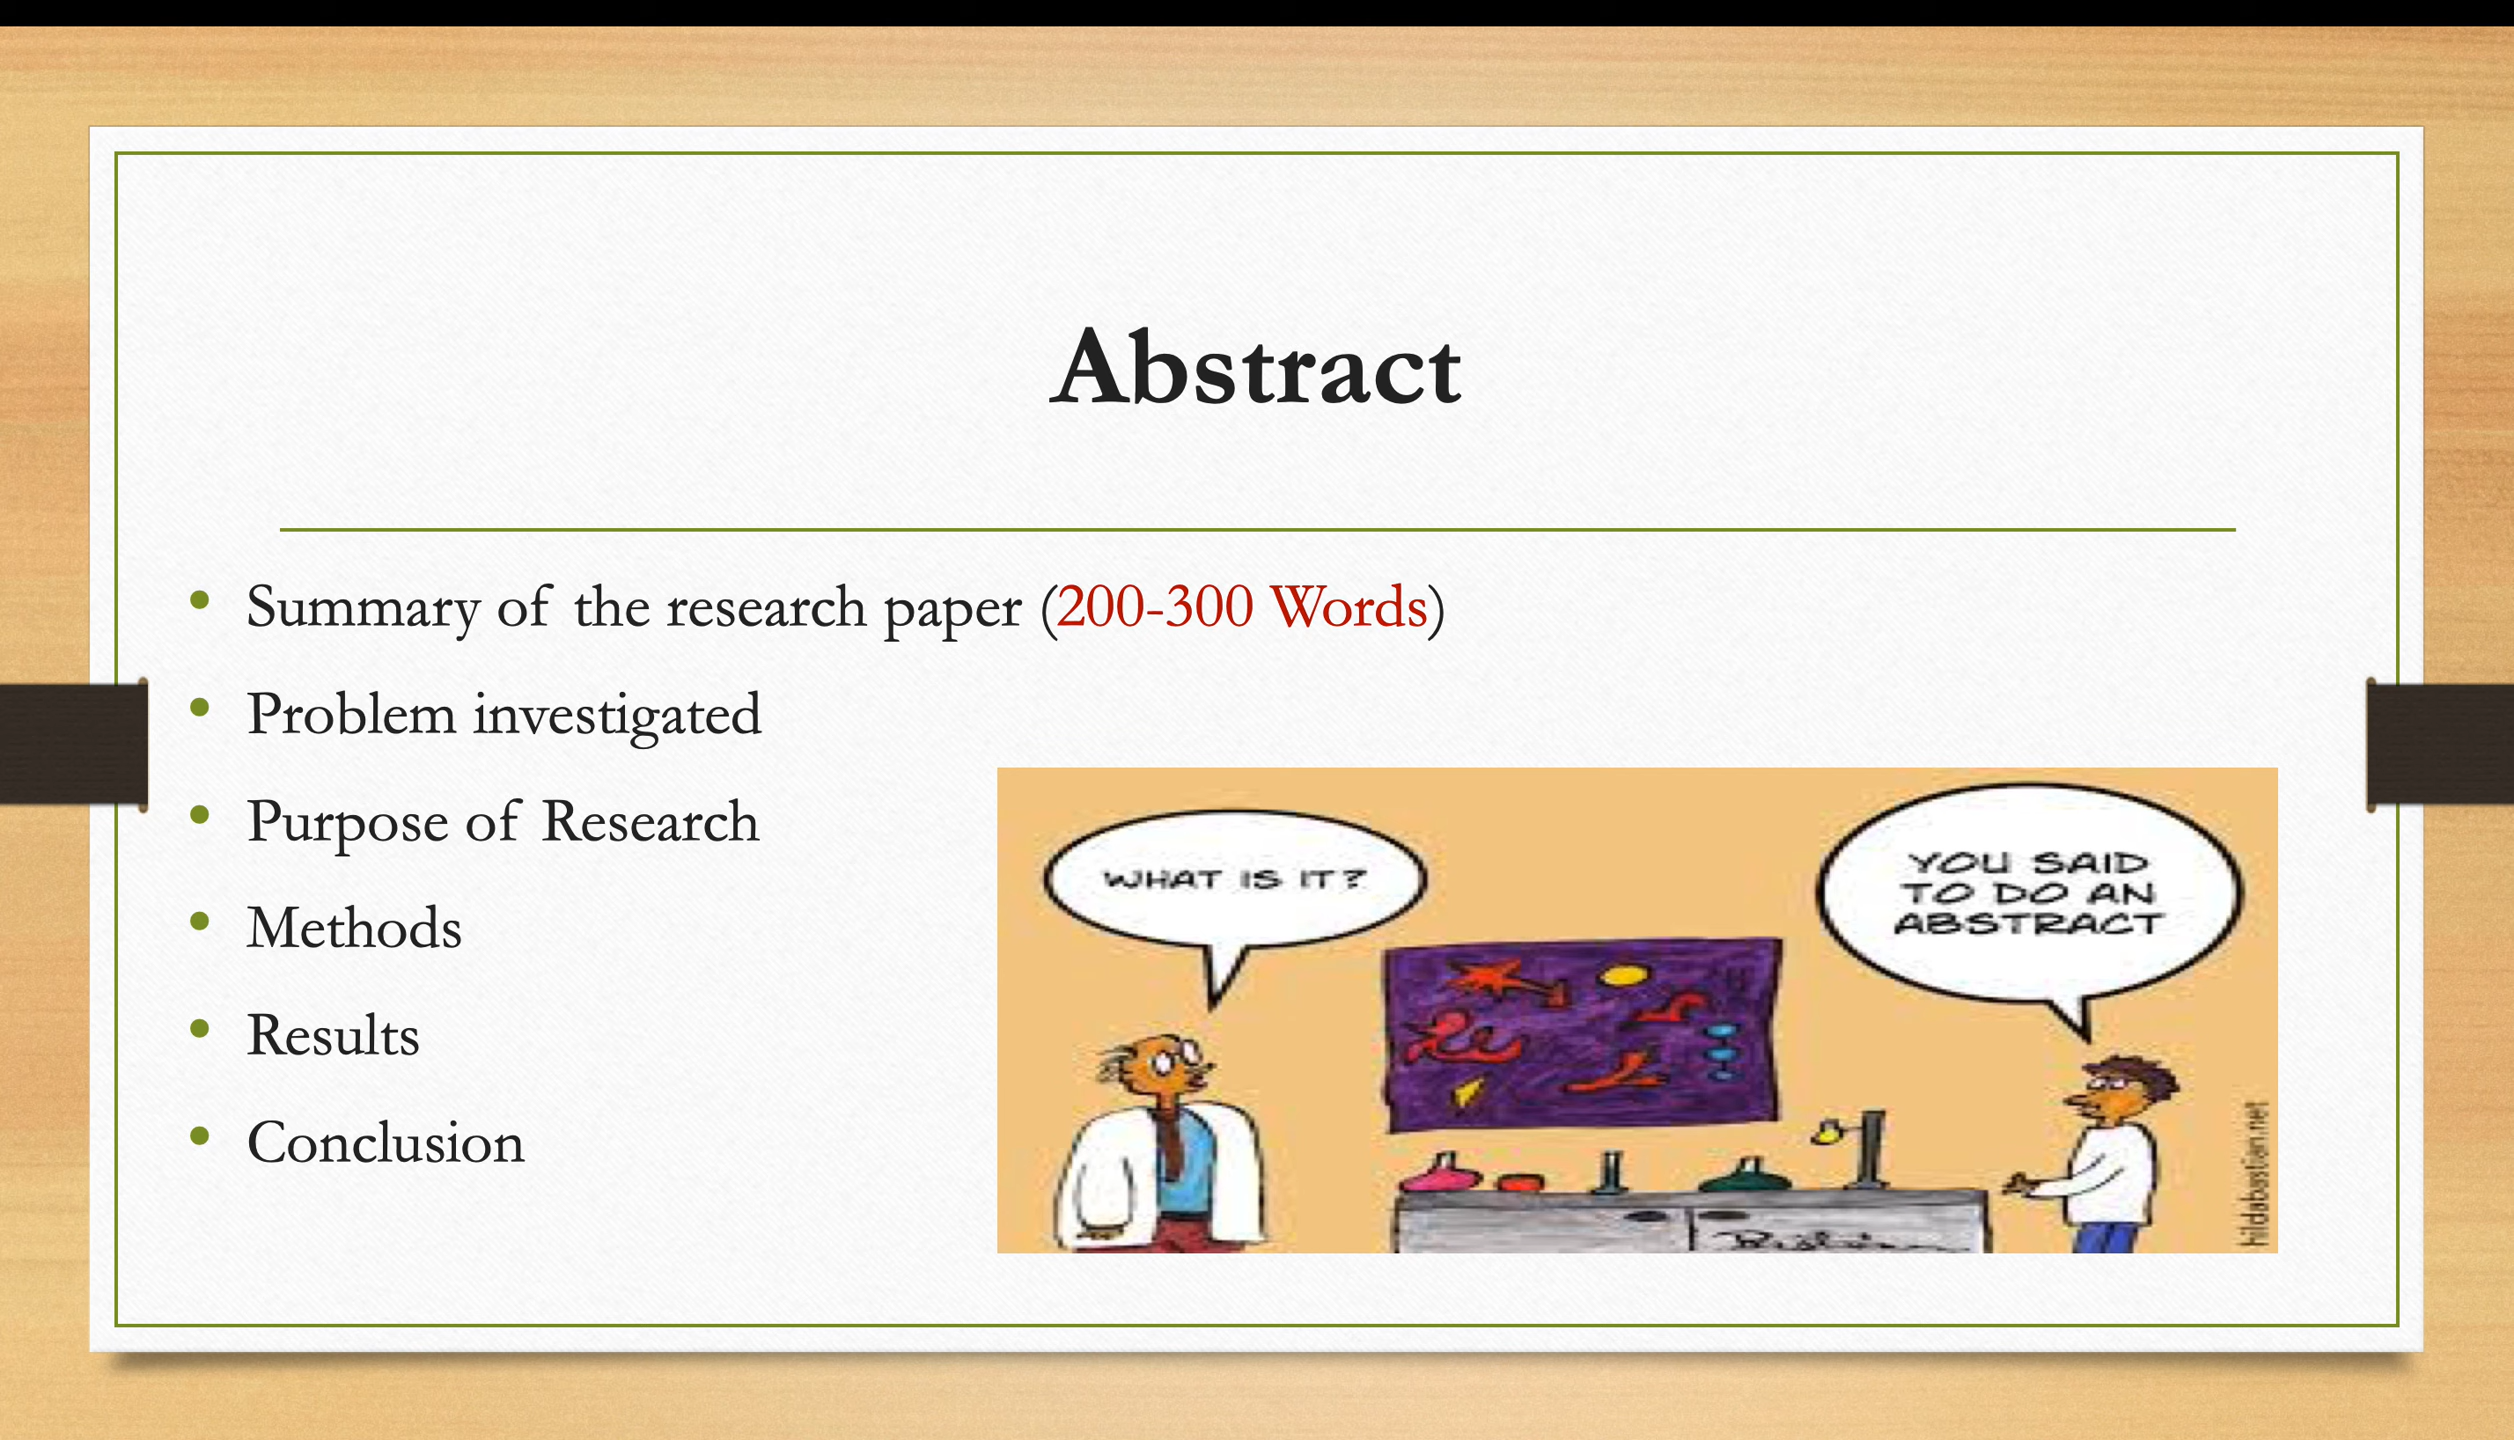 Abstract
• Summary of the research paper (200-300 Words)
• Problem investigated
• Purpose of Research
• Methods
• Results
• Conclusion
WHAT IS IT?
YOU SAID
TO DO AN
ABSTRACT
hildabastian.net